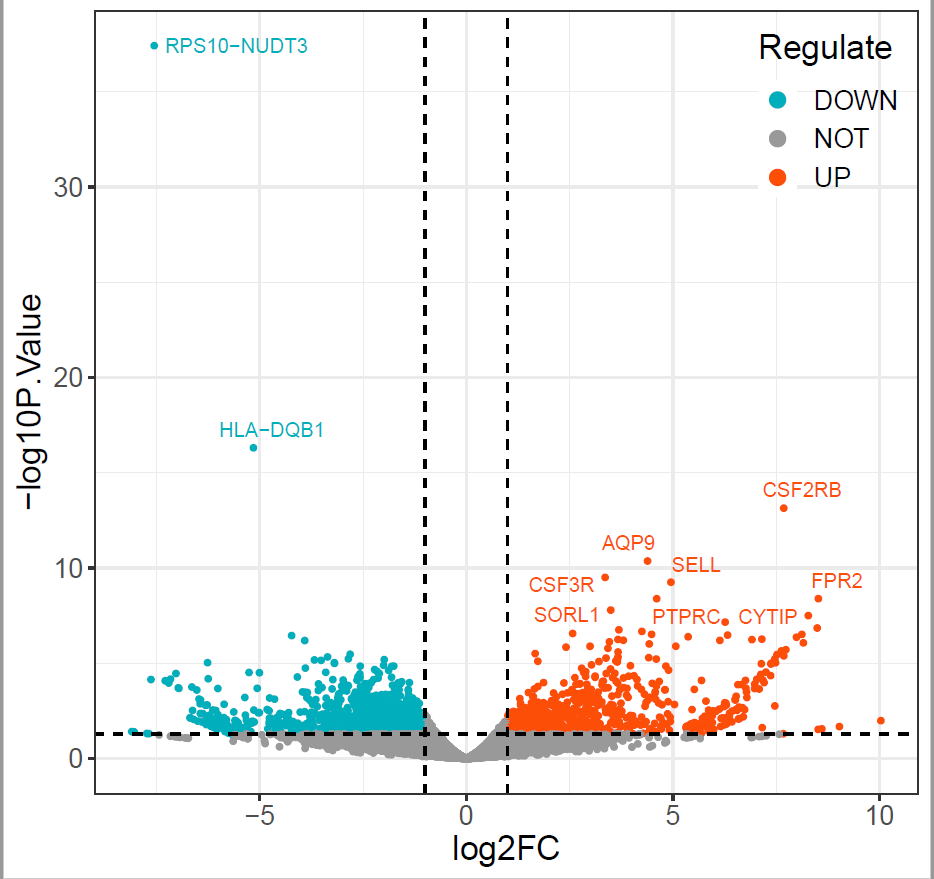 RPS10−NUDT3
Regulate
DOWN
NOT
UP
30
20
10
0
−log10P.Value
HLA−DQB1
CSF2RB
AQP9
SELL
CSF3R
FPR2
SORL1
PTPRC
CYTIP
−5
0
5
10
log2FC